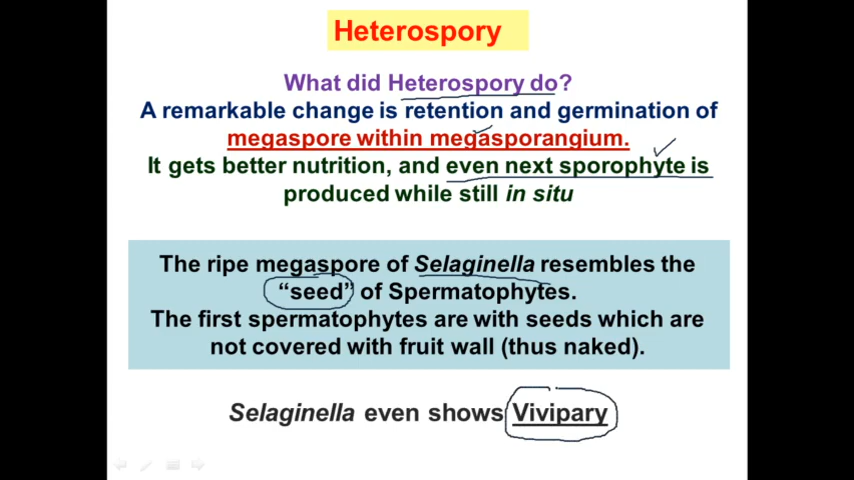 Heterospory
What did Heterospory do?
A remarkable change is retention and germination of
megaspore within megasporangium.
It gets better nutrition, and even next sporophyte is
produced while still in situ
The ripe megaspore of Selaginella resembles the
“seed” of Spermatophytes.
The first spermatophytes are with seeds which are
not covered with fruit wall (thus naked).
Selaginella even shows Vivipary